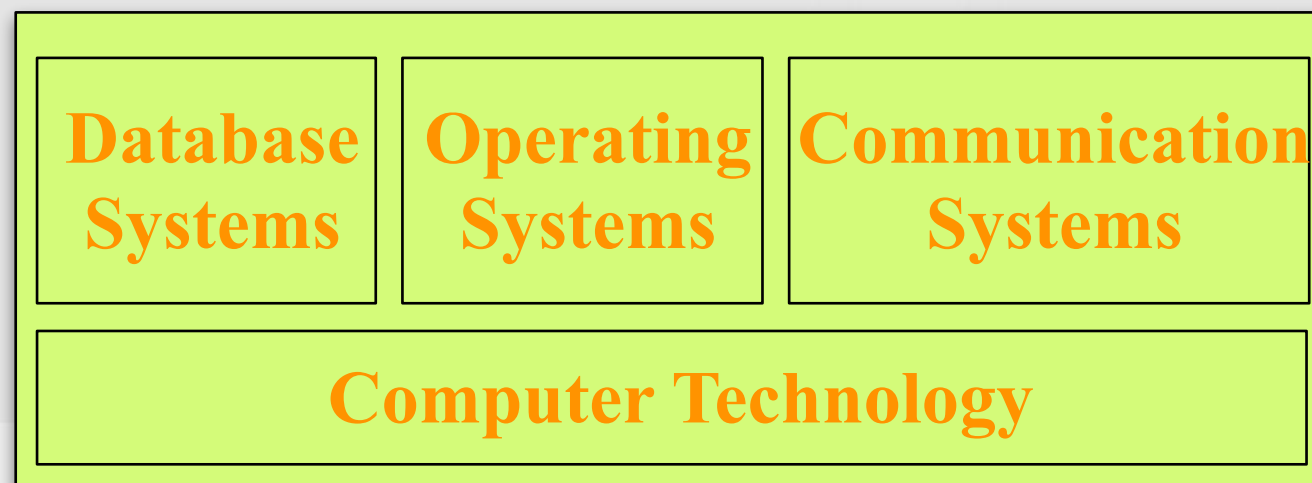 Database
Systems
Operating
Systems
Communication
Systems
Computer Technology